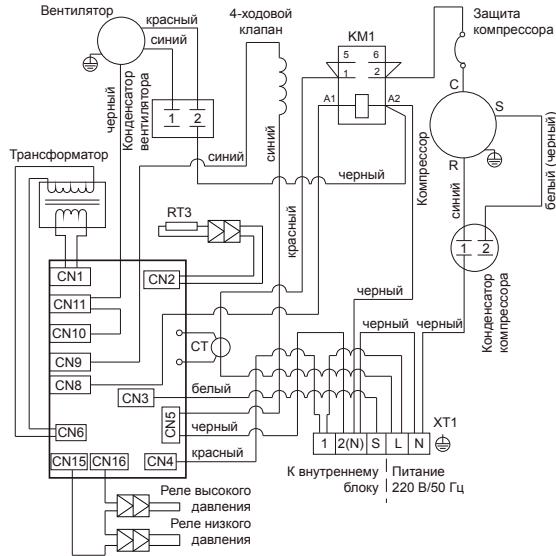 Вентилятор
красный
синий
4-ходовой
клапан
KM1
Защита
компрессора
5
6
1
2
A1
A2
C
S
R
черный
Конденсатор
вентилятора
1
2
синий
черный
синий
красный
Компрессор
синий
белый (черный)
1
2
Конденсатор
компрессора
Трансформатор
RT3
CN1
CN2
CN11
CN10
CN9
CN8
CN3
CN5
CN6
CN15
CN16
CN4
CT
черный
черный
черный
белый
черный
красный
1
2(N)
S
L
N
XT1
К внутреннему
блоку
Питание
220 В/50 Гц
Реле высокого
давления
Реле низкого
давления